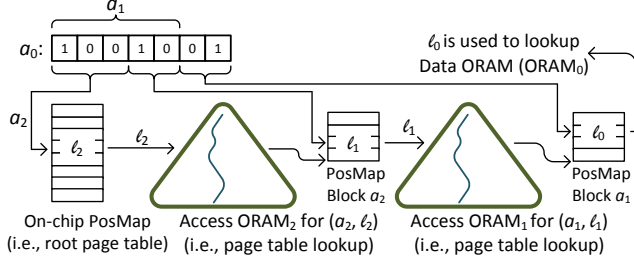 a₁
a₀: 1 0 0 1 0 0 1
ℓ₀ is used to lookup
Data ORAM (ORAM₀)
a₂
ℓ₂
ℓ₂
ℓ₁
ℓ₁
ℓ₀
PosMap
Block a₂
PosMap
Block a₁
On-chip PosMap
(i.e., root page table)
Access ORAM₂ for (a₂, ℓ₂)
(i.e., page table lookup)
Access ORAM₁ for (a₁, ℓ₁)
(i.e., page table lookup)